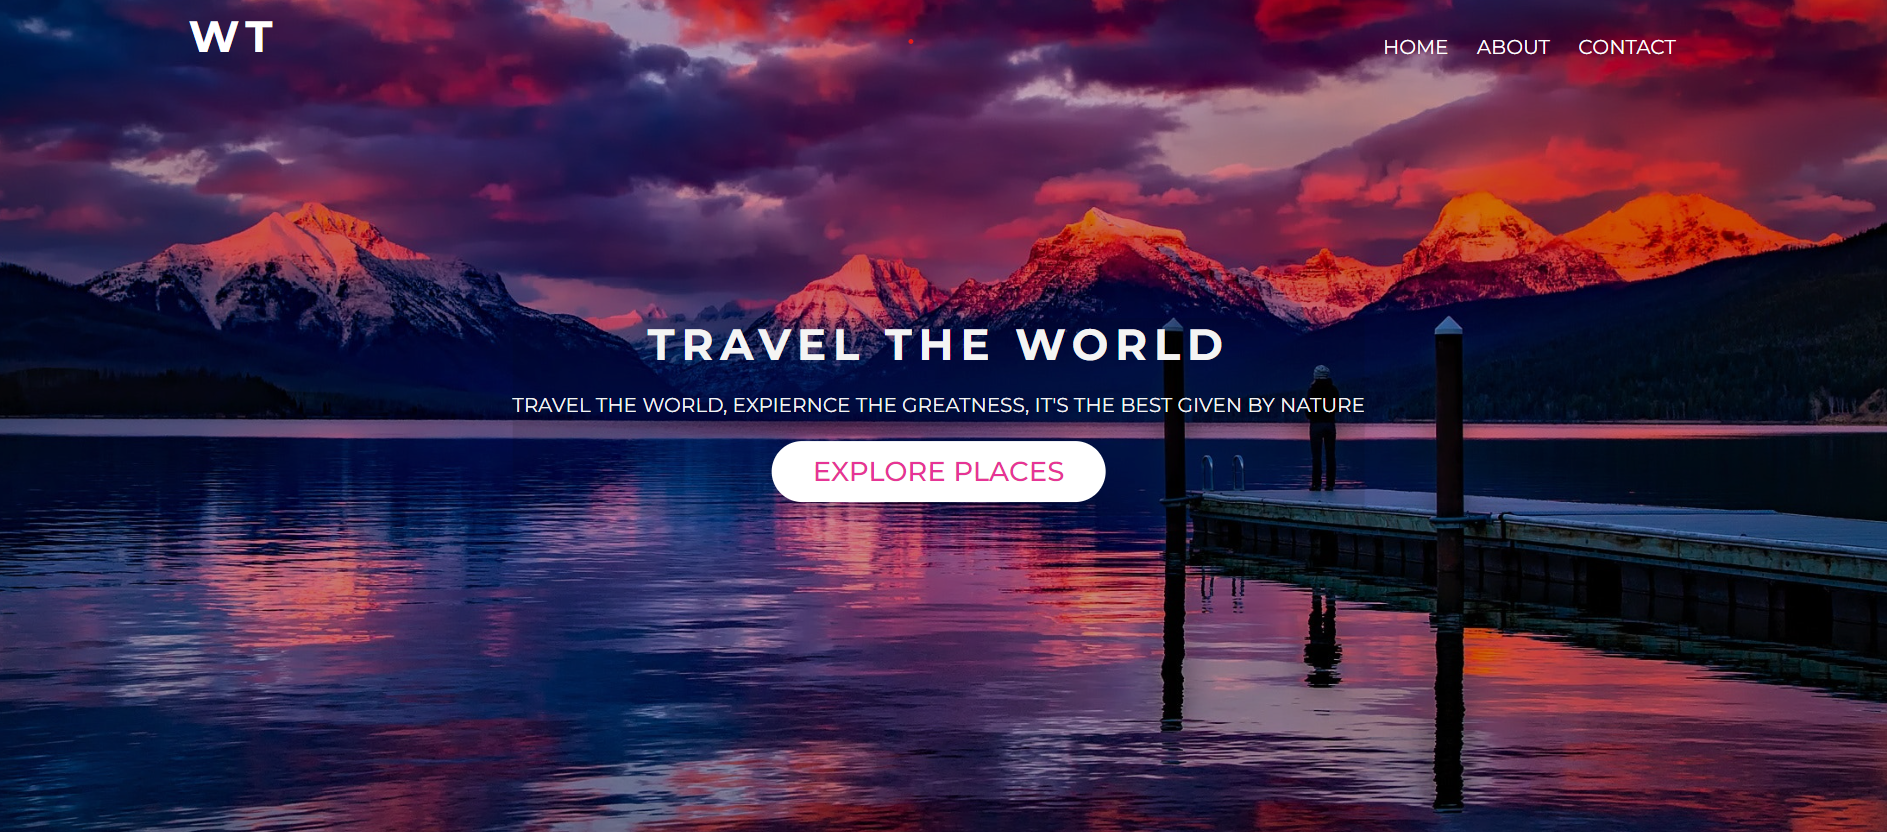 WT
HOME ABOUT CONTACT
TRAVEL THE WORLD
TRAVEL THE WORLD, EXPIERNCE THE GREATNESS, IT'S THE BEST GIVEN BY NATURE
EXPLORE PLACES